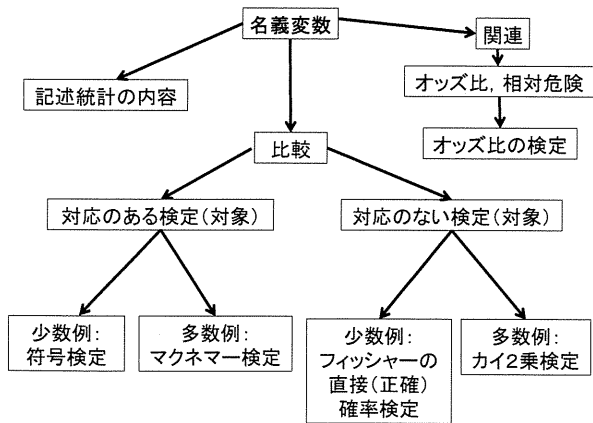 名義変数
関連
記述統計の内容
オッズ比, 相対危険
オッズ比の検定
比較
対応のある検定(対象)
対応のない検定(対象)
少数例:
符号検定
多数例:
マクネマー検定
少数例:
フィッシャーの
直接(正確)
確率検定
多数例:
カイ2乗検定